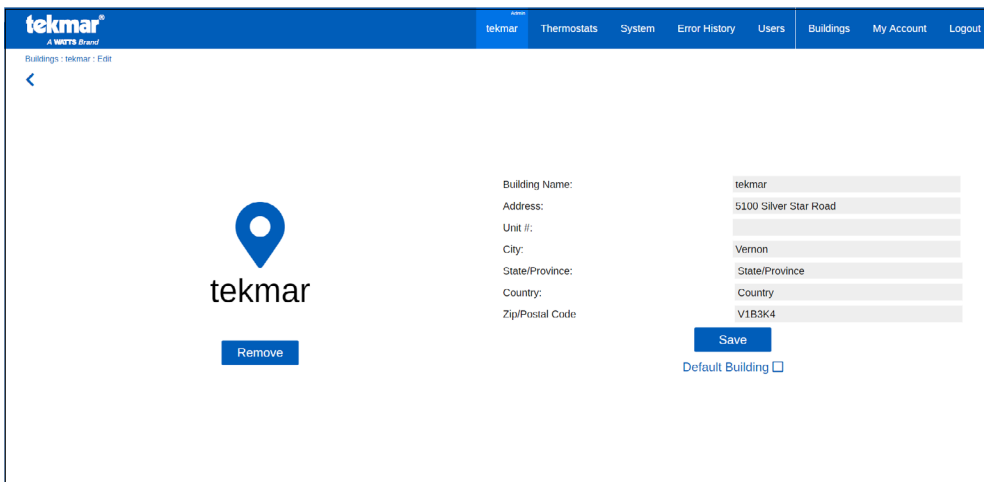 tekmar®
A WATTS Brand
Admin
tekmar Thermostats System Error History Users Buildings My Account Logout
Buildings : tekmar : Edit
tekmar
Remove
Building Name: tekmar
Address: 5100 Silver Star Road
Unit #:
City: Vernon
State/Province: State/Province
Country: Country
Zip/Postal Code V1B3K4
Save
Default Building